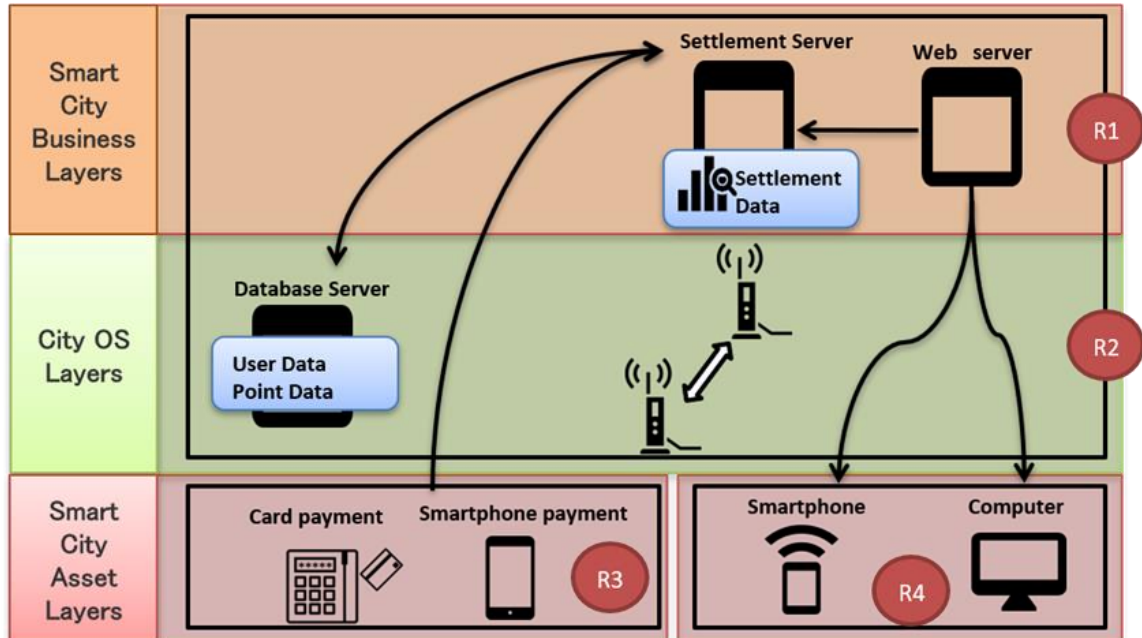 Smart
City
Business
Layers
Settlement Server
Web server
R1
Settlement
Data
City OS
Layers
Database Server
User Data
Point Data
R2
Smart
City
Asset
Layers
Card payment
Smartphone payment
R3
Smartphone
Computer
R4